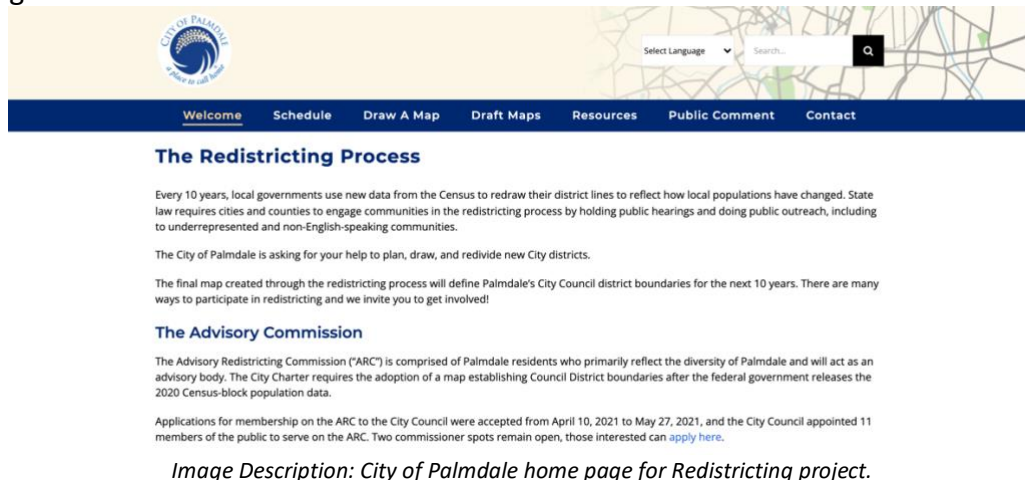 CITY OF PALMDALE
a place to call home
Select Language
Search...
Welcome Schedule Draw A Map Draft Maps Resources Public Comment Contact
The Redistricting Process
Every 10 years, local governments use new data from the Census to redraw their district lines to reflect how local populations have changed. State
law requires cities and counties to engage communities in the redistricting process by holding public hearings and doing public outreach, including
to underrepresented and non-English-speaking communities.
The City of Palmdale is asking for your help to plan, draw, and redivide new City districts.
The final map created through the redistricting process will define Palmdale's City Council district boundaries for the next 10 years. There are many
ways to participate in redistricting and we invite you to get involved!
The Advisory Commission
The Advisory Redistricting Commission ("ARC") is comprised of Palmdale residents who primarily reflect the diversity of Palmdale and will act as an
advisory body. The City Charter requires the adoption of a map establishing Council District boundaries after the federal government releases the
2020 Census-block population data.
Applications for membership on the ARC to the City Council were accepted from April 10, 2021 to May 27, 2021, and the City Council appointed 11
members of the public to serve on the ARC. Two commissioner spots remain open, those interested can apply here.
Image Description: City of Palmdale home page for Redistricting project.